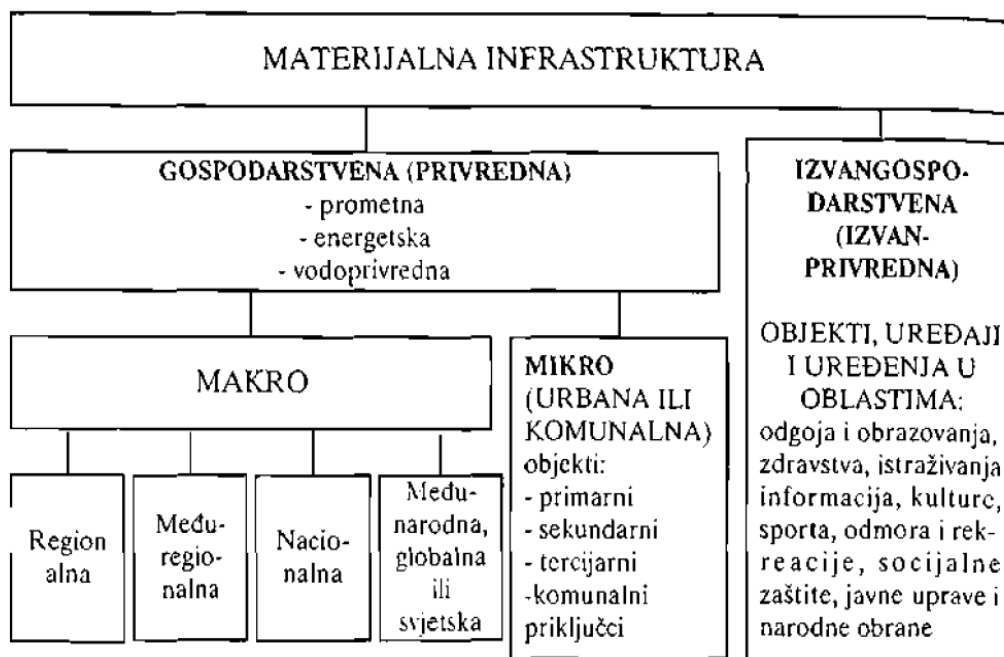 MATERIJALNA INFRASTRUKTURA
GOSPODARSTVENA (PRIVREDNA)
- prometna
- energetska
- vodoprivredna
MAKRO
Region
alna
Među-
regio-
nalna
Nacio-
nalna
Među-
narodna,
globalna
ili
svjetska
MIKRO
(URBANA ILI
KOMUNALNA)
objekti:
- primarni
- sekundarni
- tercijarni
-komunalni
priključci
IZVANGOSPO-
DARSTVENA
(IZVAN-
PRIVREDNA)
OBJEKTI, UREĐAJI
I UREĐENJA U
OBLASTIMA:
odgoja i obrazovanja,
zdravstva, istraživanja
informacija, kulture,
sporta, odmora i rek-
reacije, socijalne
zaštite, javne uprave i
narodne obrane